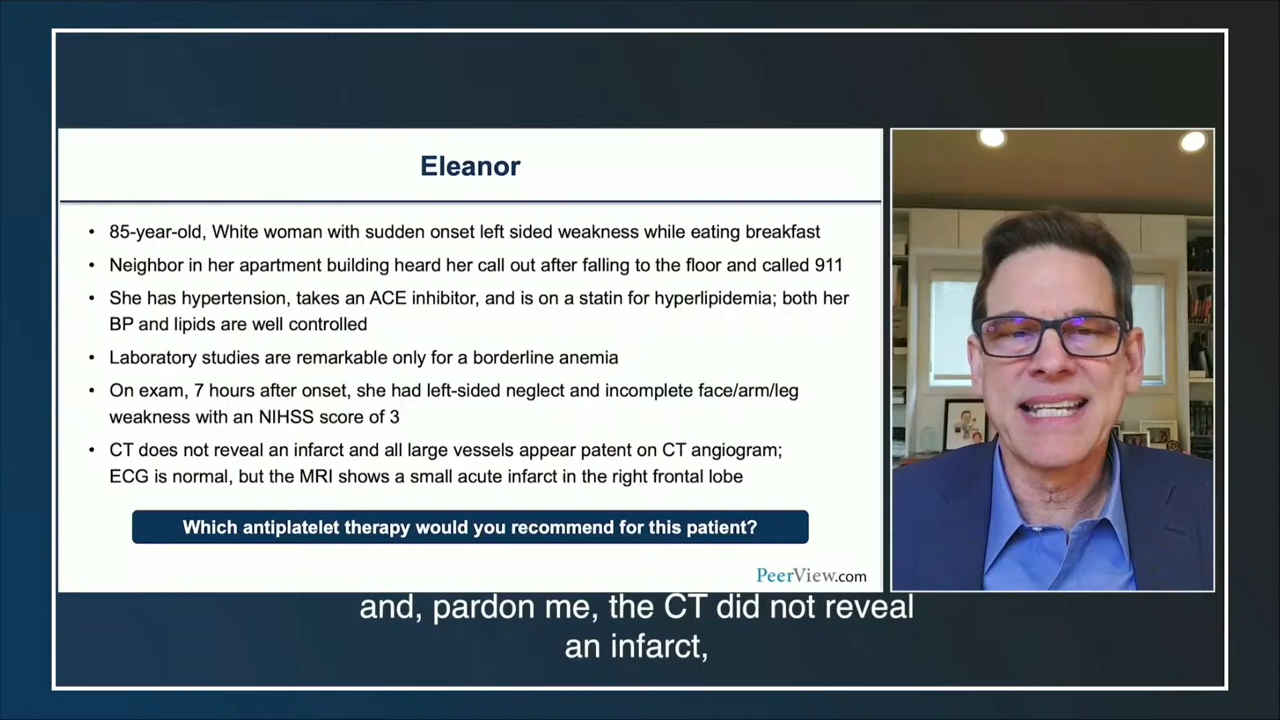 Eleanor
• 85-year-old, White woman with sudden onset left sided weakness while eating breakfast
• Neighbor in her apartment building heard her call out after falling to the floor and called 911
• She has hypertension, takes an ACE inhibitor, and is on a statin for hyperlipidemia; both her
BP and lipids are well controlled
• Laboratory studies are remarkable only for a borderline anemia
• On exam, 7 hours after onset, she had left-sided neglect and incomplete face/arm/leg
weakness with an NIHSS score of 3
• CT does not reveal an infarct and all large vessels appear patent on CT angiogram;
ECG is normal, but the MRI shows a small acute infarct in the right frontal lobe
Which antiplatelet therapy would you recommend for this patient?
PeerView.com
and, pardon me, the CT did not reveal
an infarct,